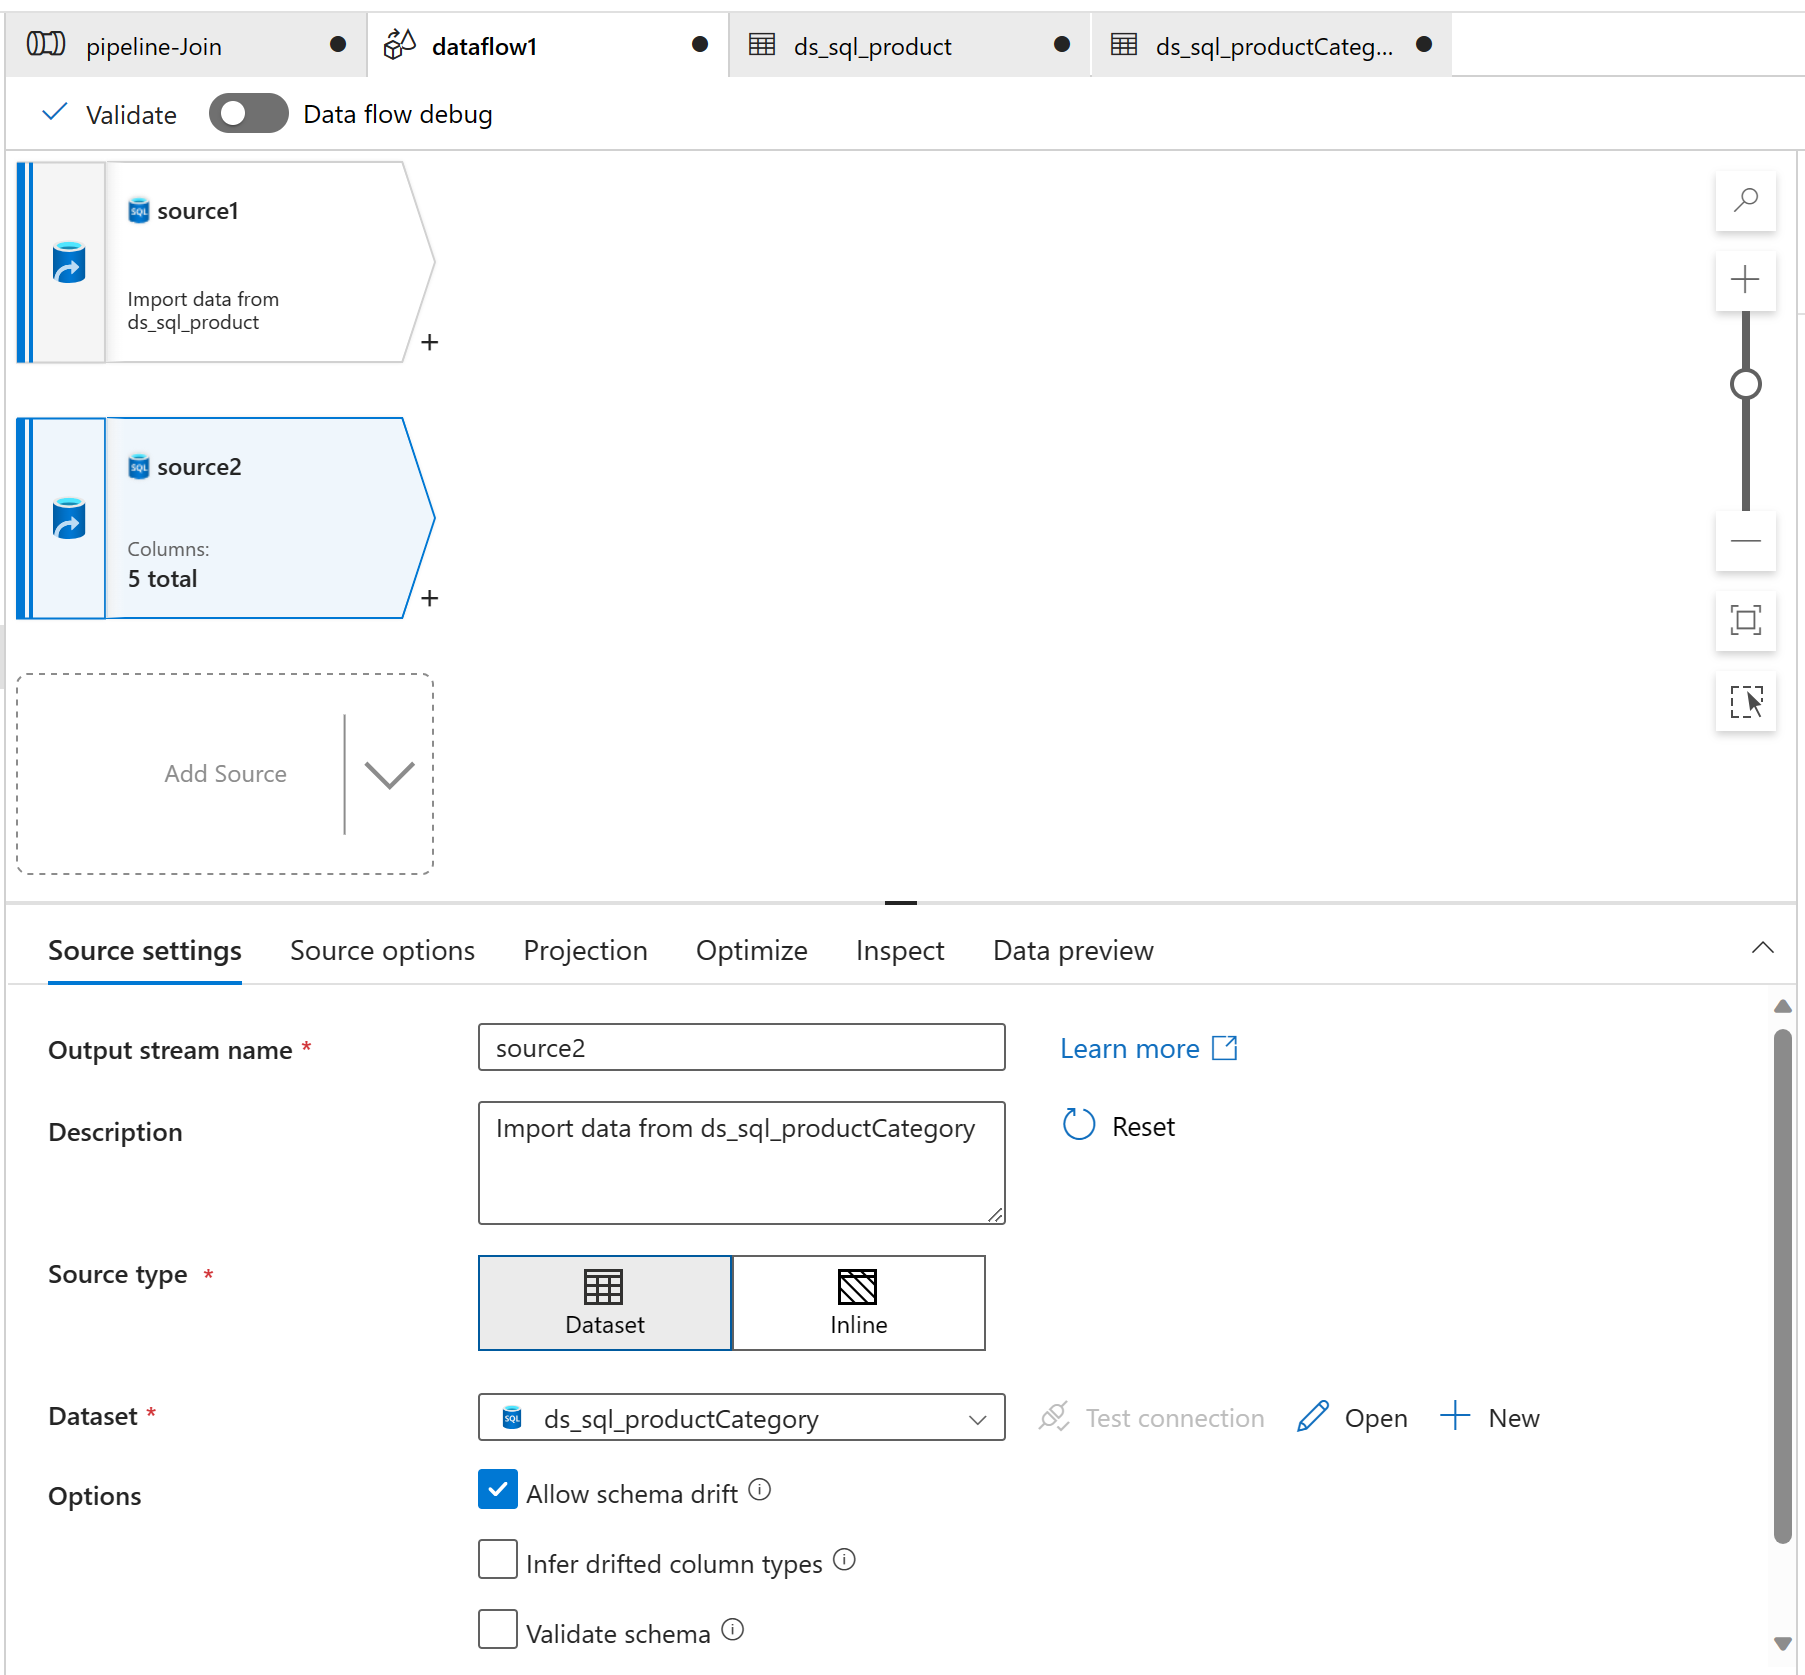 pipeline-Join
dataflow1
ds_sql_product
ds_sql_productCateg...
Validate
Data flow debug
SQL source1
Import data from
ds_sql_product
+
SQL source2
Columns:
5 total
+
Add Source
Source settings
Source options
Projection
Optimize
Inspect
Data preview
Output stream name *
source2
Learn more
Description
Import data from ds_sql_productCategory
Reset
Source type *
Dataset
Inline
Dataset *
SQL ds_sql_productCategory
Test connection
Open
New
Options
Allow schema drift
Infer drifted column types
Validate schema